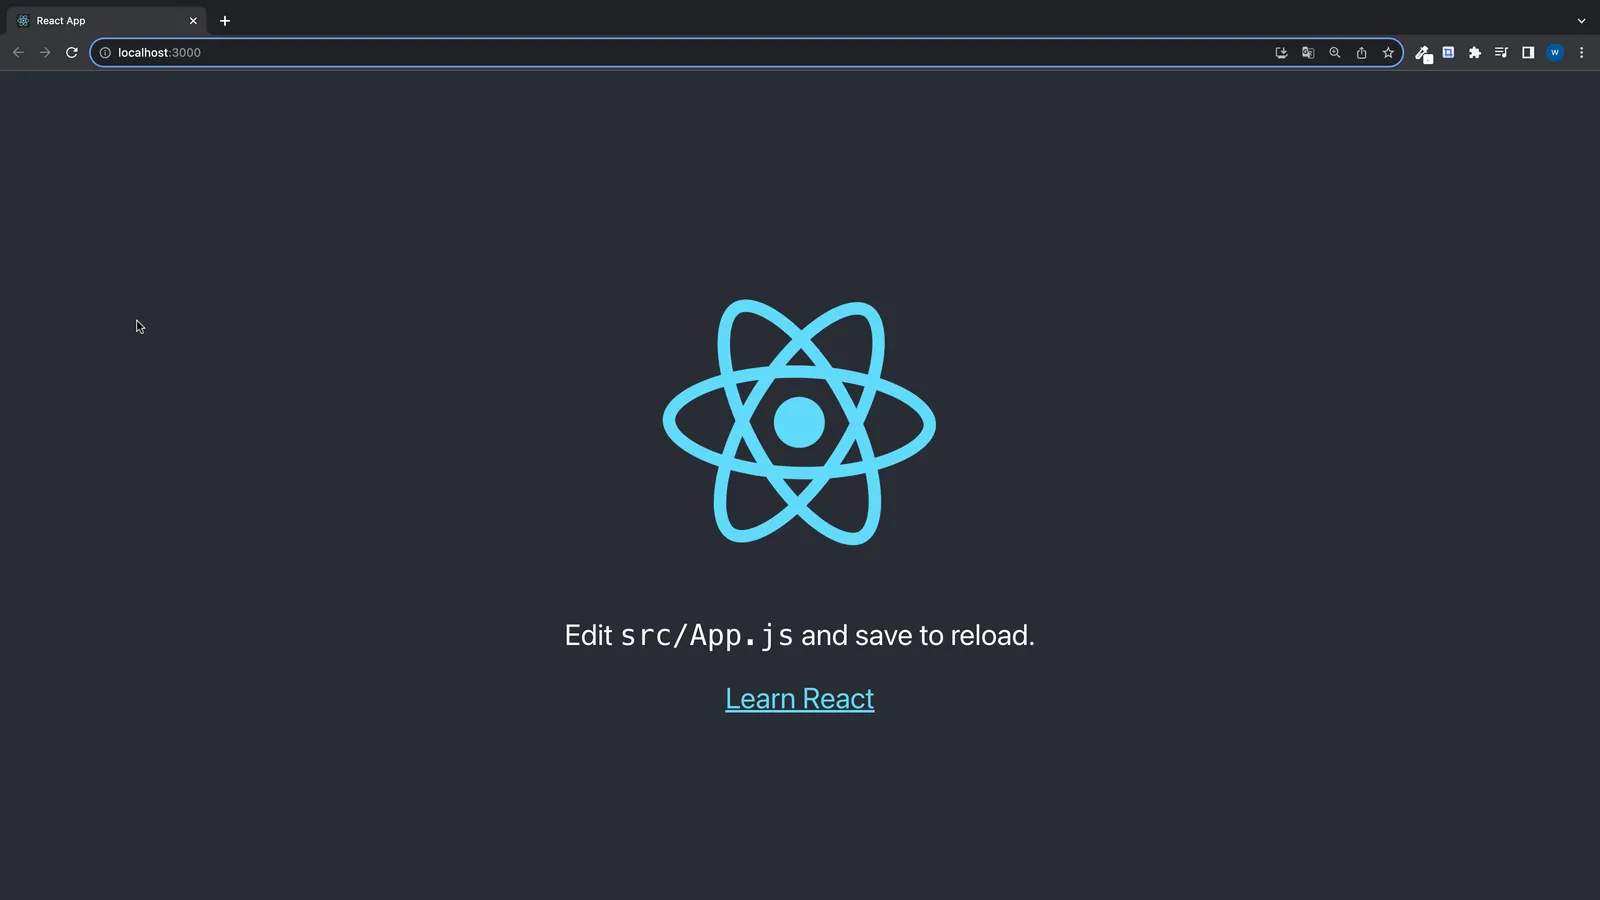 React App
localhost:3000
W
Edit src/App.js and save to reload.
Learn React